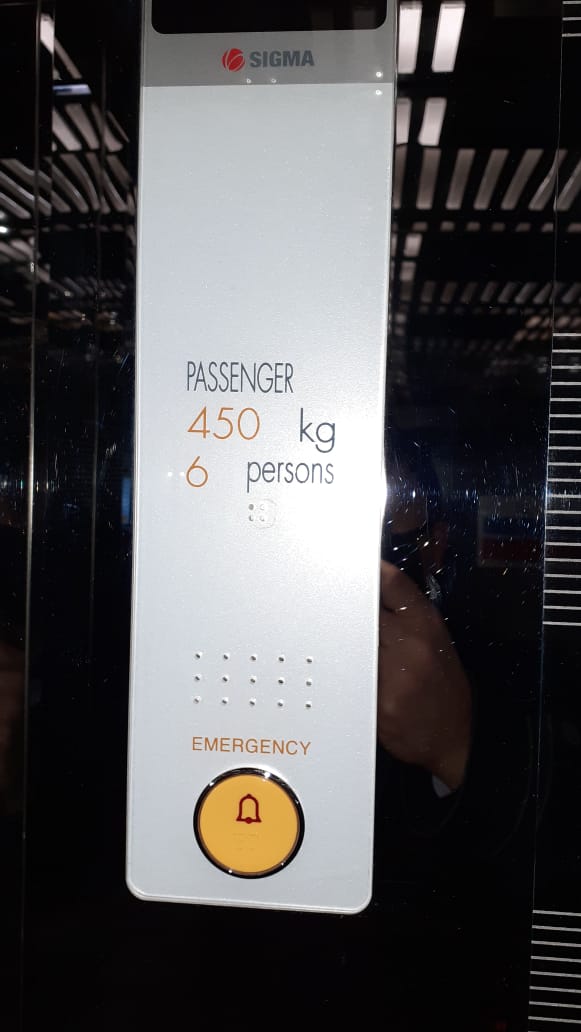 SIGMA
PASSENGER
450 kg
6 persons
EMERGENCY